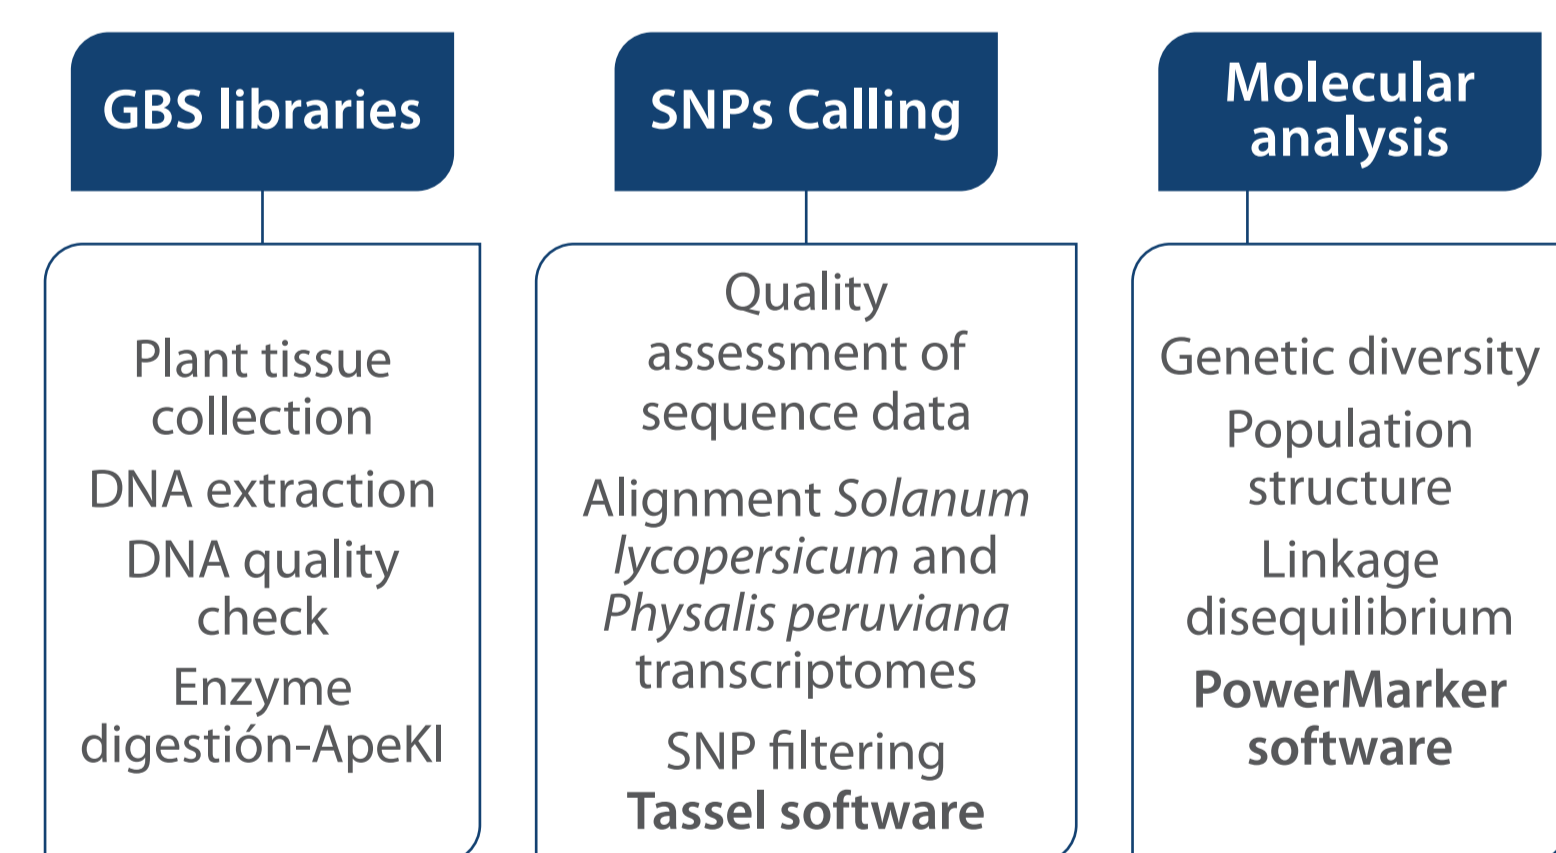 GBS libraries
Plant tissue
collection
DNA extraction
DNA quality
check
Enzyme
digestión-ApeKI
SNPs Calling
Quality
assessment of
sequence data
Alignment Solanum
lycopersicum and
Physalis peruviana
transcriptomes
SNP filtering
Tassel software
Molecular
analysis
Genetic diversity
Population
structure
Linkage
disequilibrium
PowerMarker
software